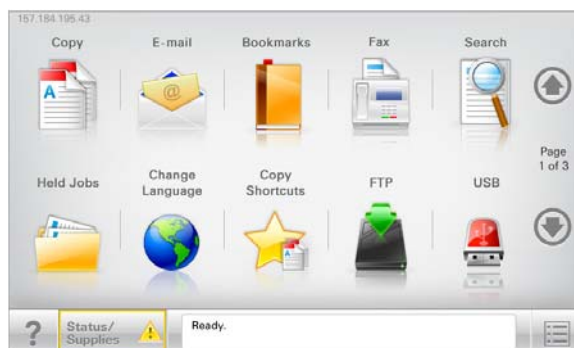 157.184.195.43
Copy
E-mail
Bookmarks
Fax
Search
A
@
Page
1 of 3
Held Jobs
Change
Language
Copy
Shortcuts
FTP
USB
A
?
Status/
Supplies
!
Ready.